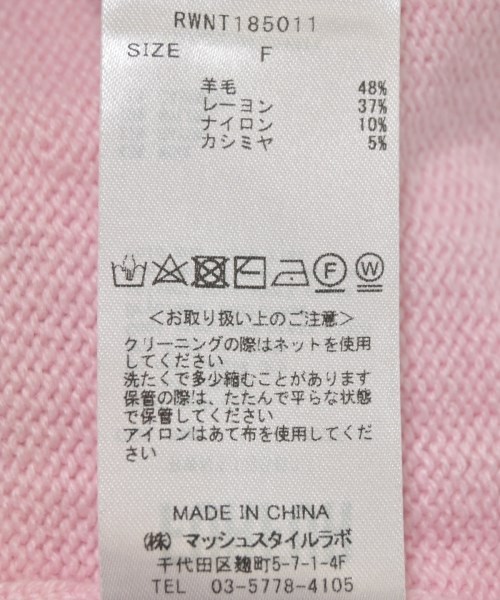 RWNT185011
SIZE F
羊毛 48%
レーヨン 37%
ナイロン 10%
カシミヤ 5%
F W
＜お取り扱い上のご注意＞
クリーニングの際はネットを使用
してください
洗たくで多少縮むことがあります
保管の際は、たたんで平らな状態
で保管してください
アイロンはあて布を使用してくだ
さい
MADE IN CHINA
㈱ マッシュスタイルラボ
千代田区麹町5-7-1-4F
TEL 03-5778-4105